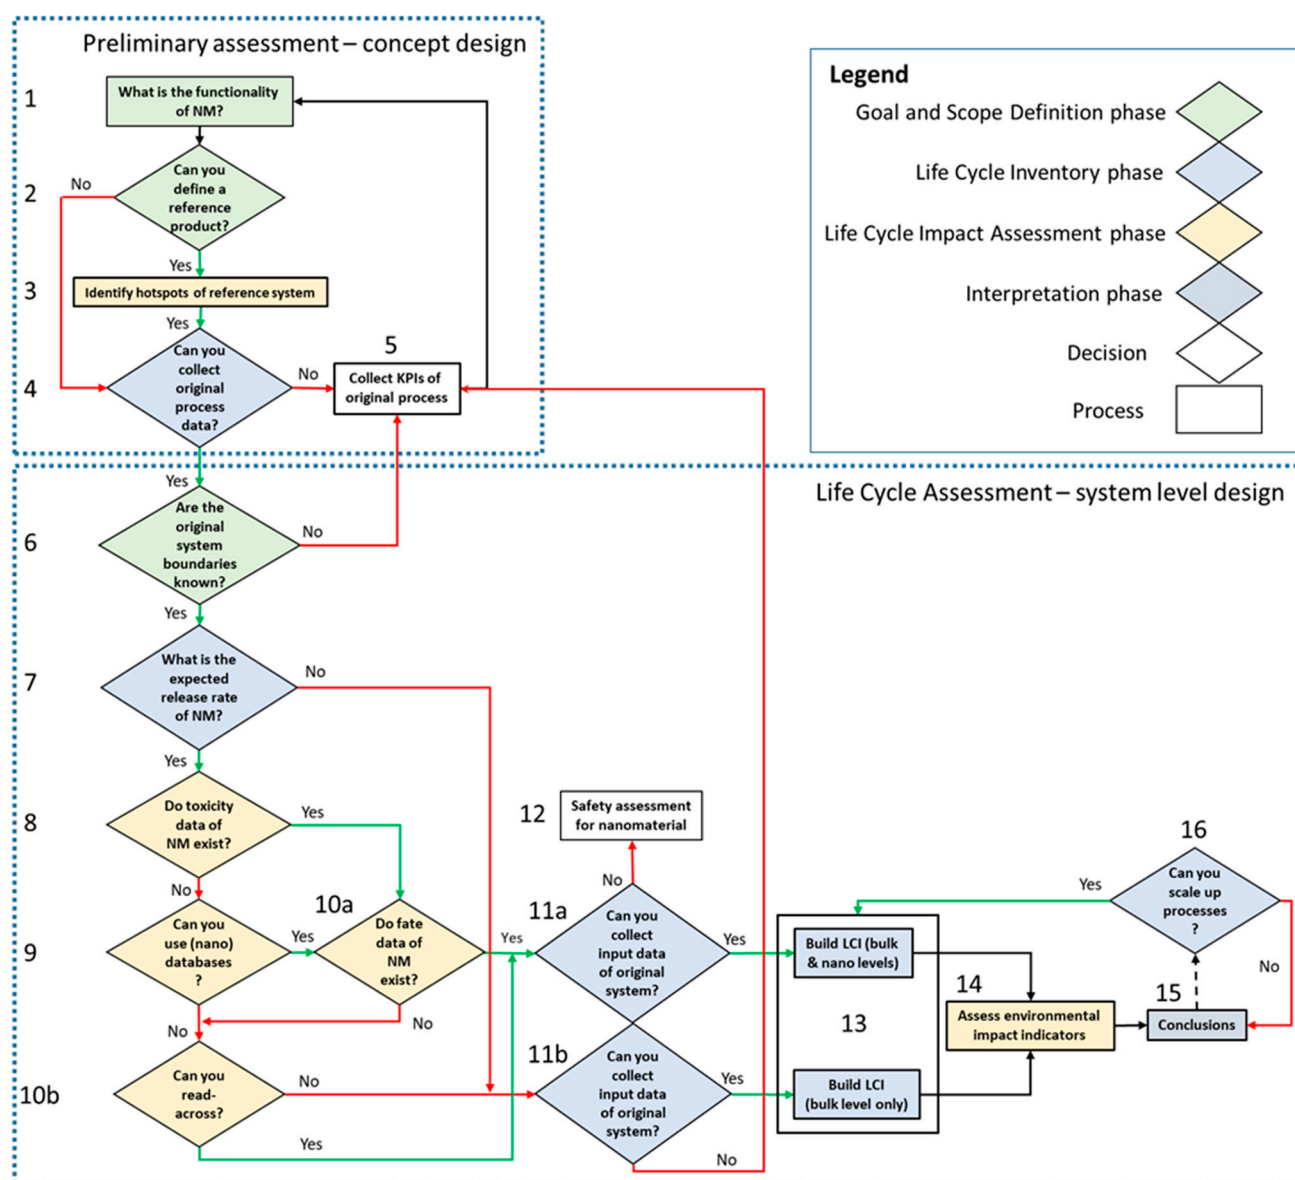 Preliminary assessment – concept design
1
What is the functionality
of NM?
2
No
Can you
define a
reference
product?
Yes
3
Identify hotspots of reference system
Yes
4
Can you
collect
original
process
data?
No
5
Collect KPIs of
original process
Legend
Goal and Scope Definition phase
Life Cycle Inventory phase
Life Cycle Impact Assessment phase
Interpretation phase
Decision
Process
Life Cycle Assessment – system level design
Yes
6
Are the
original
system
boundaries
known?
No
Yes
7
What is the
expected
release rate
of NM?
No
Yes
8
Do toxicity
data of
NM exist?
Yes
No
9
Can you
use (nano)
databases
?
Yes
No
10a
Do fate
data of
NM
exist?
Yes
No
10b
Can you
read-
across?
No
Yes
12
Safety assessment
for nanomaterial
No
11a
Can you
collect
input data
of original
system?
Yes
11b
Can you
collect
input data
of original
system?
Yes
No
Build LCI (bulk
& nano levels)
13
Build LCI
(bulk level only)
14
Assess environmental
impact indicators
15
Conclusions
16
Can you
scale up
processes
?
Yes
No